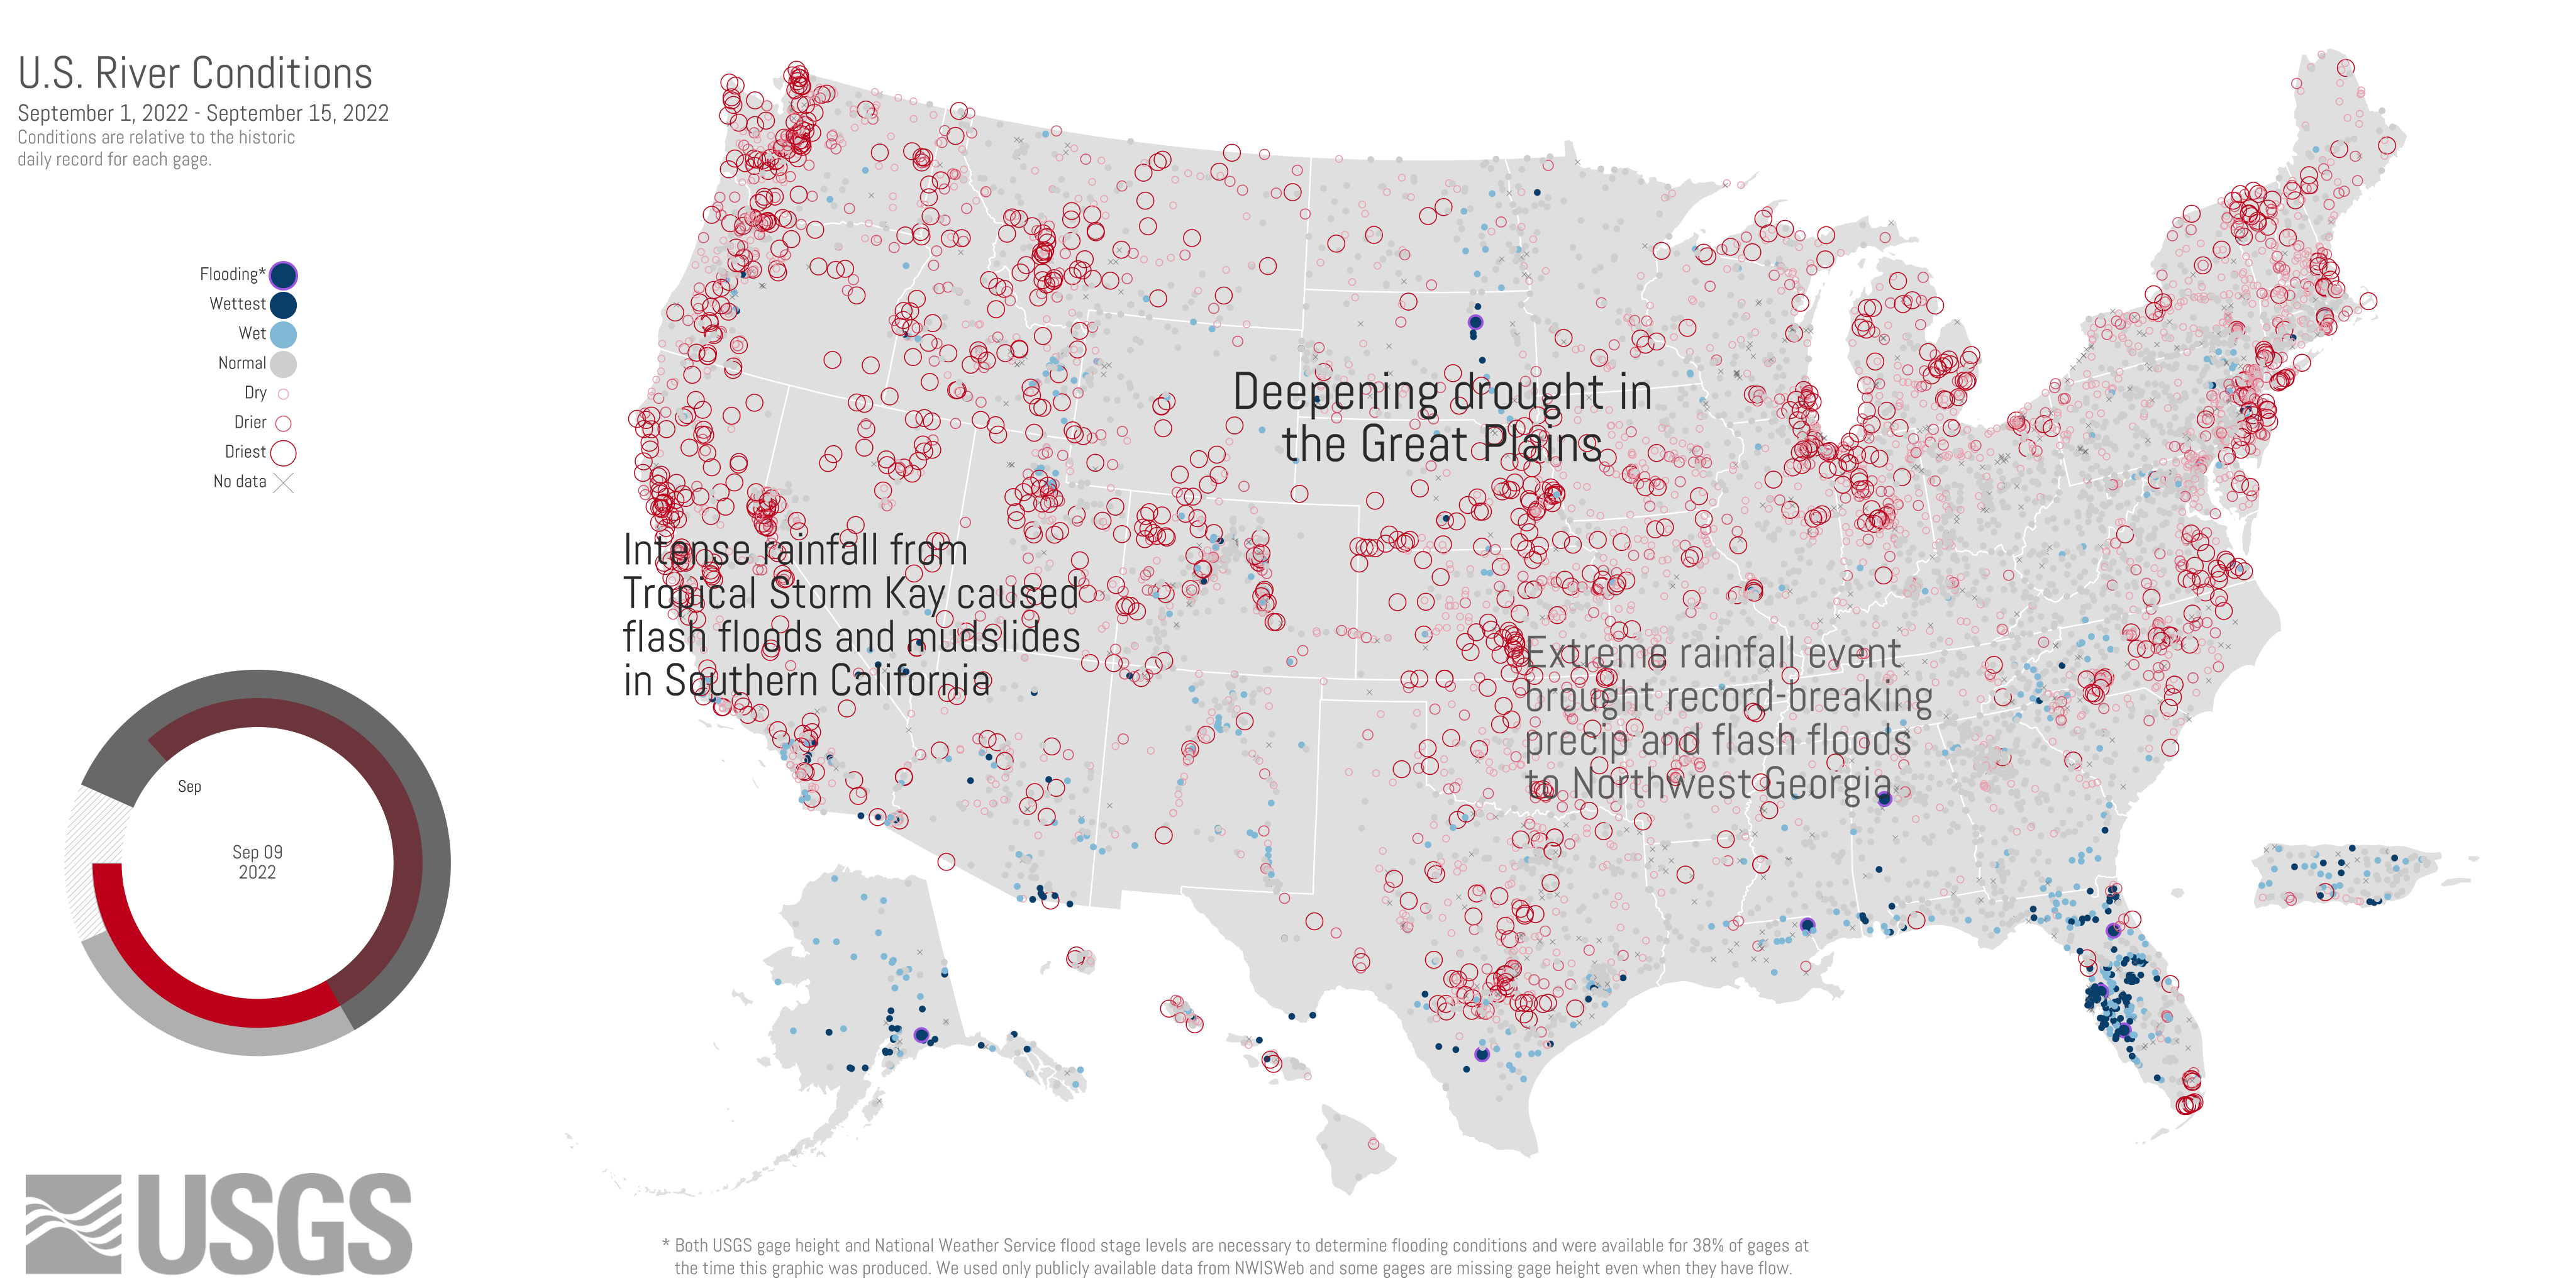 U.S. River Conditions
September 1, 2022 - September 15, 2022
Conditions are relative to the historic
daily record for each gage.
Flooding*
Wettest
Wet
Normal
Dry
Drier
Driest
No data
Deepening drought in
the Great Plains
Intense rainfall from
Tropical Storm Kay caused
flash floods and mudslides
in Southern California
Extreme rainfall event
brought record-breaking
precip and flash floods
to Northwest Georgia
Sep
Sep 09
2022
USGS
* Both USGS gage height and National Weather Service flood stage levels are necessary to determine flooding conditions and were available for 38% of gages at
the time this graphic was produced. We used only publicly available data from NWISWeb and some gages are missing gage height even when they have flow.